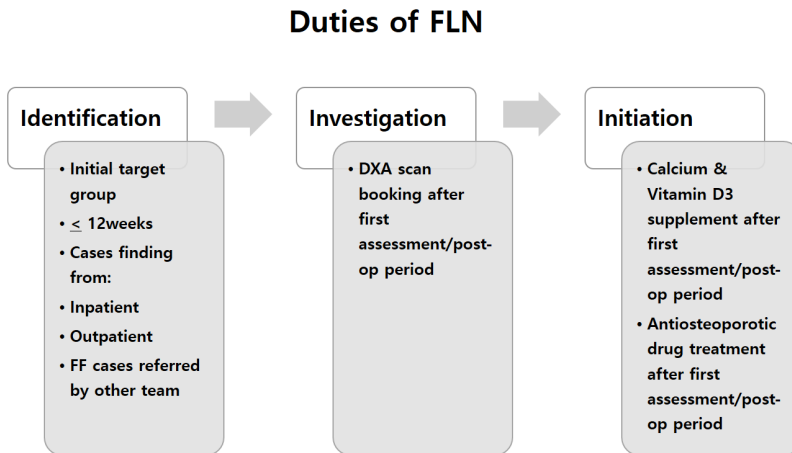 Duties of FLN
Identification
• Initial target
group
• < 12weeks
• Cases finding
from:
• Inpatient
• Outpatient
• FF cases referred
by other team
Investigation
• DXA scan
booking after
first
assessment/post-
op period
Initiation
• Calcium &
Vitamin D3
supplement after
first
assessment/post-
op period
• Antiosteoporotic
drug treatment
after first
assessment/post-
op period